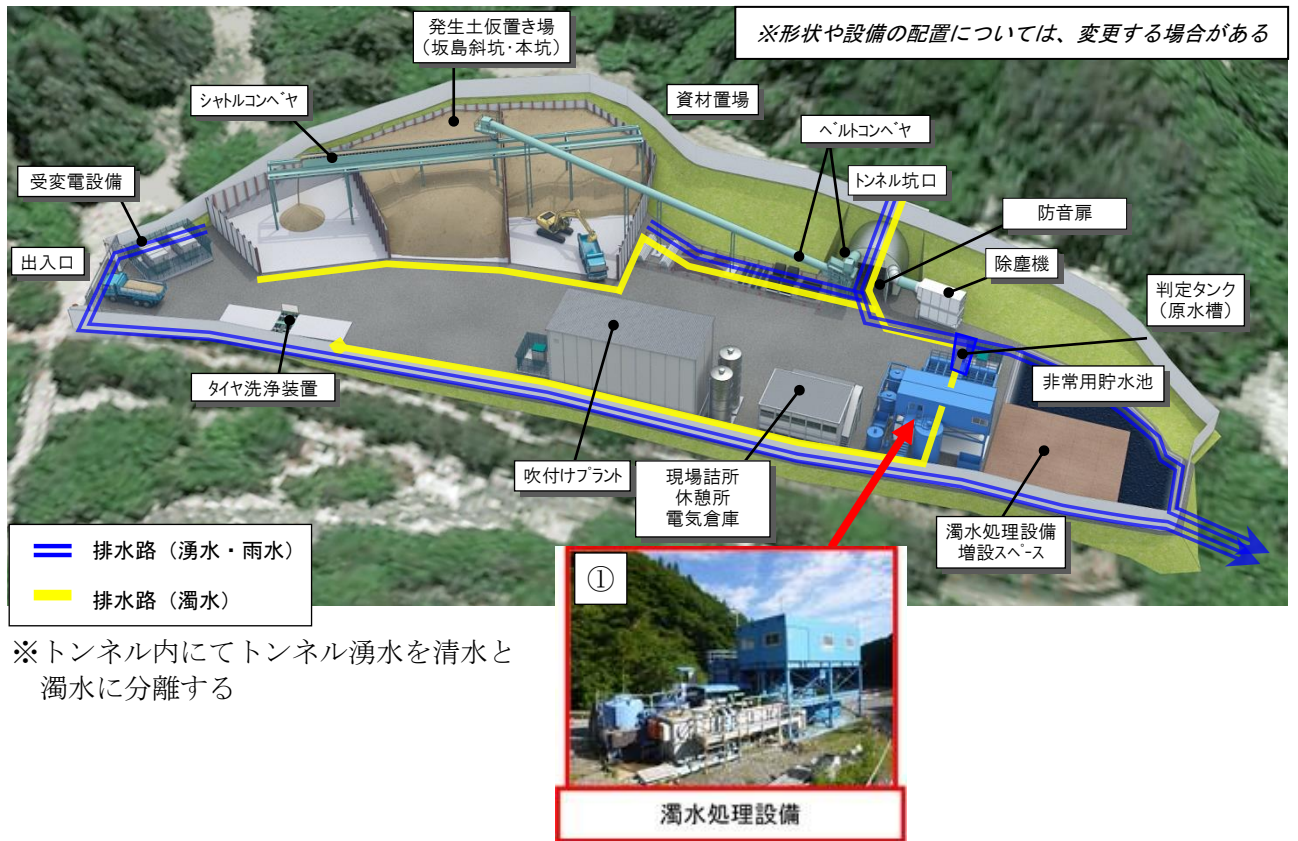 ※形状や設備の配置については、変更する場合がある
発生土仮置き場
（坂島斜坑･本坑）
シャトルコンベヤ
資材置場
ベルトコンベヤ
受変電設備
トンネル坑口
防音扉
出入口
除塵機
判定タンク
（原水槽）
非常用貯水池
タイヤ洗浄装置
吹付けプラント
現場詰所
休憩所
電気倉庫
濁水処理設備
増設スペース
排水路（湧水・雨水）
排水路（濁水）
※トンネル内にてトンネル湧水を清水と
濁水に分離する
①
濁水処理設備